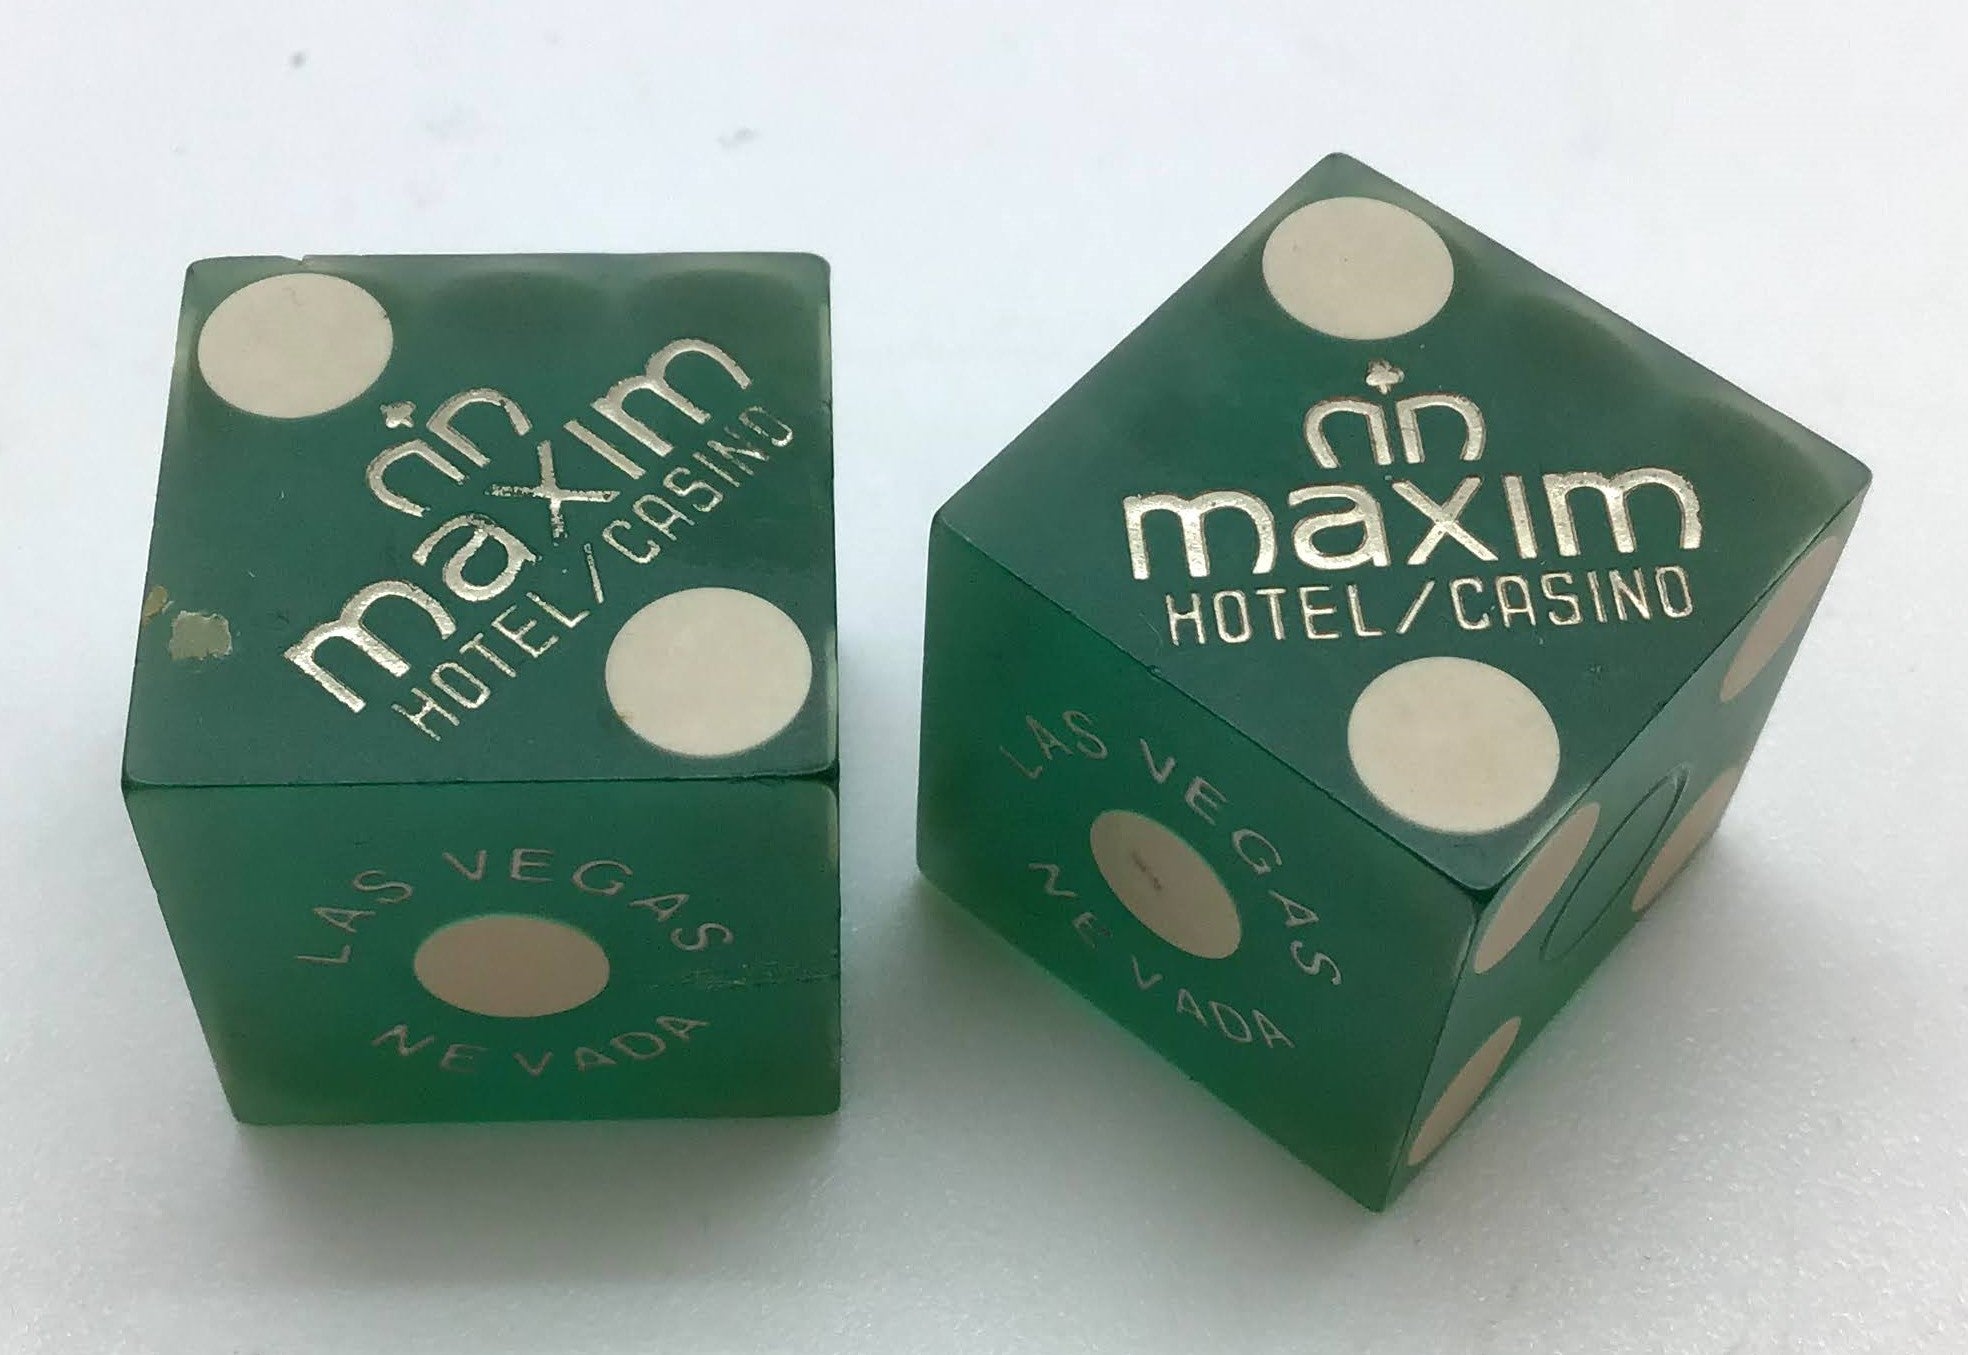 maxim
HOTEL/CASINO
LAS VEGAS
NEVADA
maxim
HOTEL/CASINO
LAS VEGAS
NEVADA